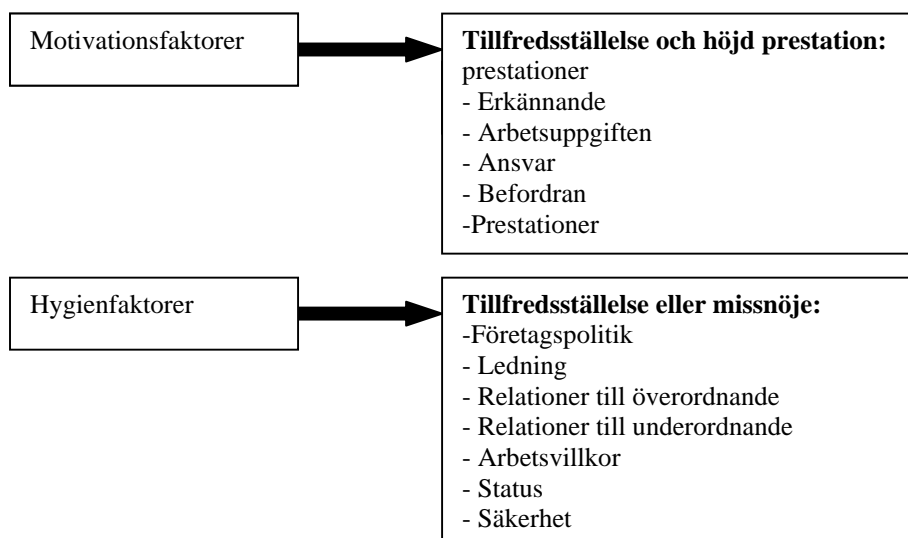 Motivationsfaktorer
Tillfredsställelse och höjd prestation:
prestationer
- Erkännande
- Arbetsuppgiften
- Ansvar
- Befordran
-Prestationer
Hygienfaktorer
Tillfredsställelse eller missnöje:
-Företagspolitik
- Ledning
- Relationer till överordnande
- Relationer till underordnande
- Arbetsvillkor
- Status
- Säkerhet